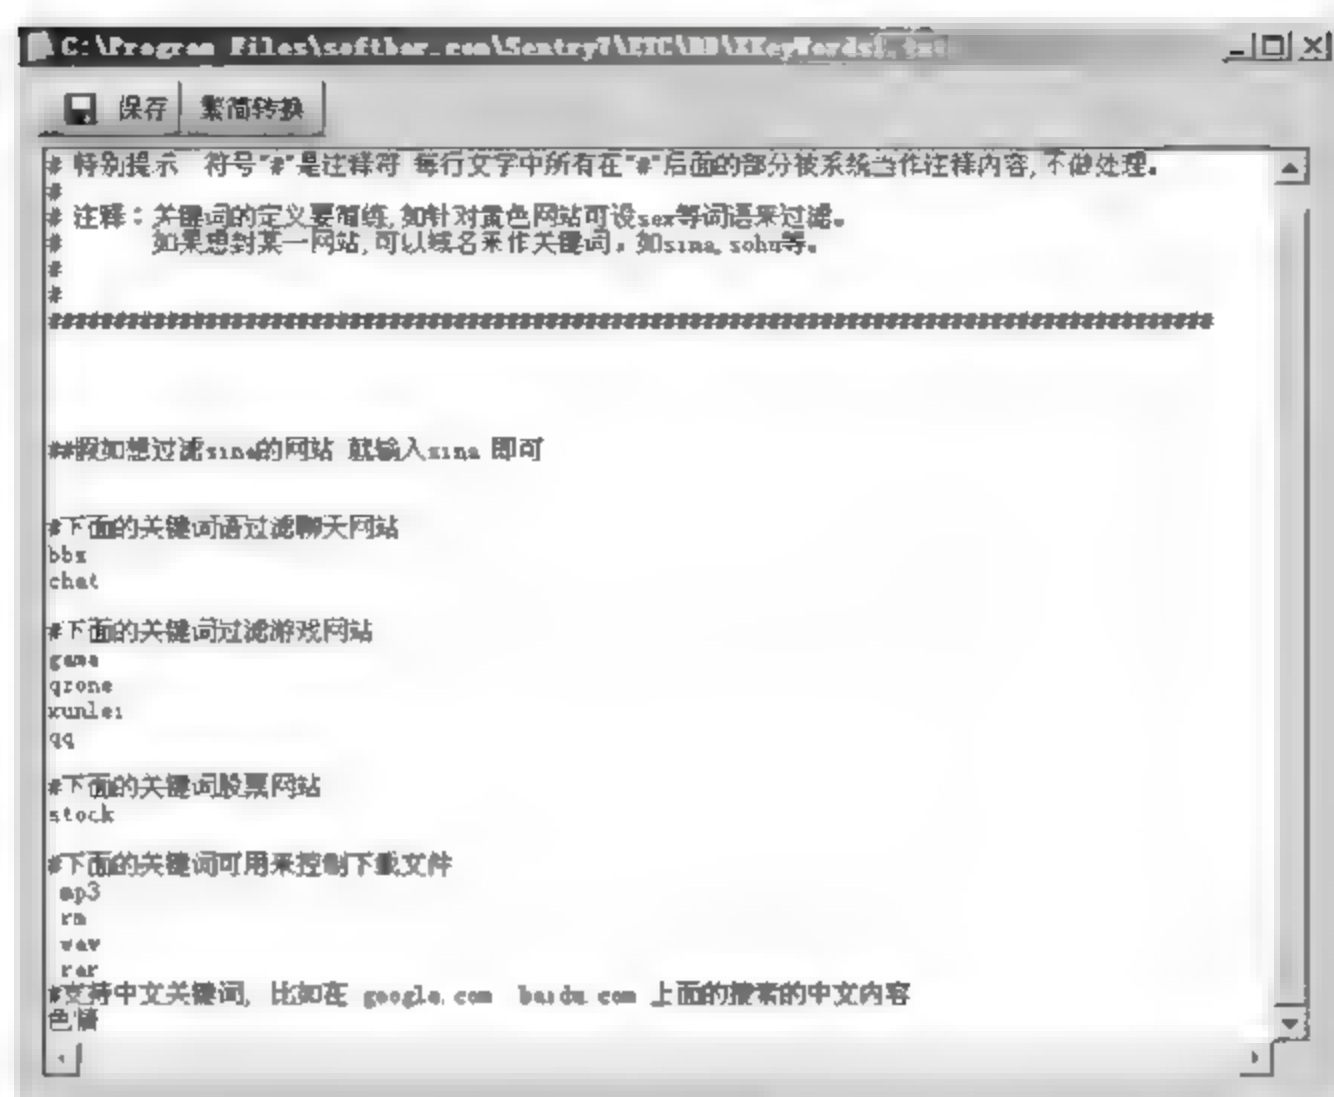 C:\Program Files\softbar.com\Sentry7\ETC\BD\XKeyWords1.txt
保存 繁简转换
# 特别提示 符号"#"是注释符 每行文字中所有在"#"后面的部分被系统当作注释内容,不做处理。
#
# 注释：关键词的定义要简练,如针对黄色网站可设sex等词语来过滤。
# 如果想封某一网站,可以域名来作关键词。如sina,sohu等。
#
#
##########################################################################################
##假如想过滤sina的网站 就输入sina 即可
#下面的关键词语过滤聊天网站
bbs
chat
#下面的关键词过滤游戏网站
game
qrone
xunlei
qq
#下面的关键词股票网站
stock
#下面的关键词可用来控制下载文件
mp3
rm
wav
rar
#支持中文关键词, 比如在 google.com baidu.com 上面的搜索的中文内容
色情